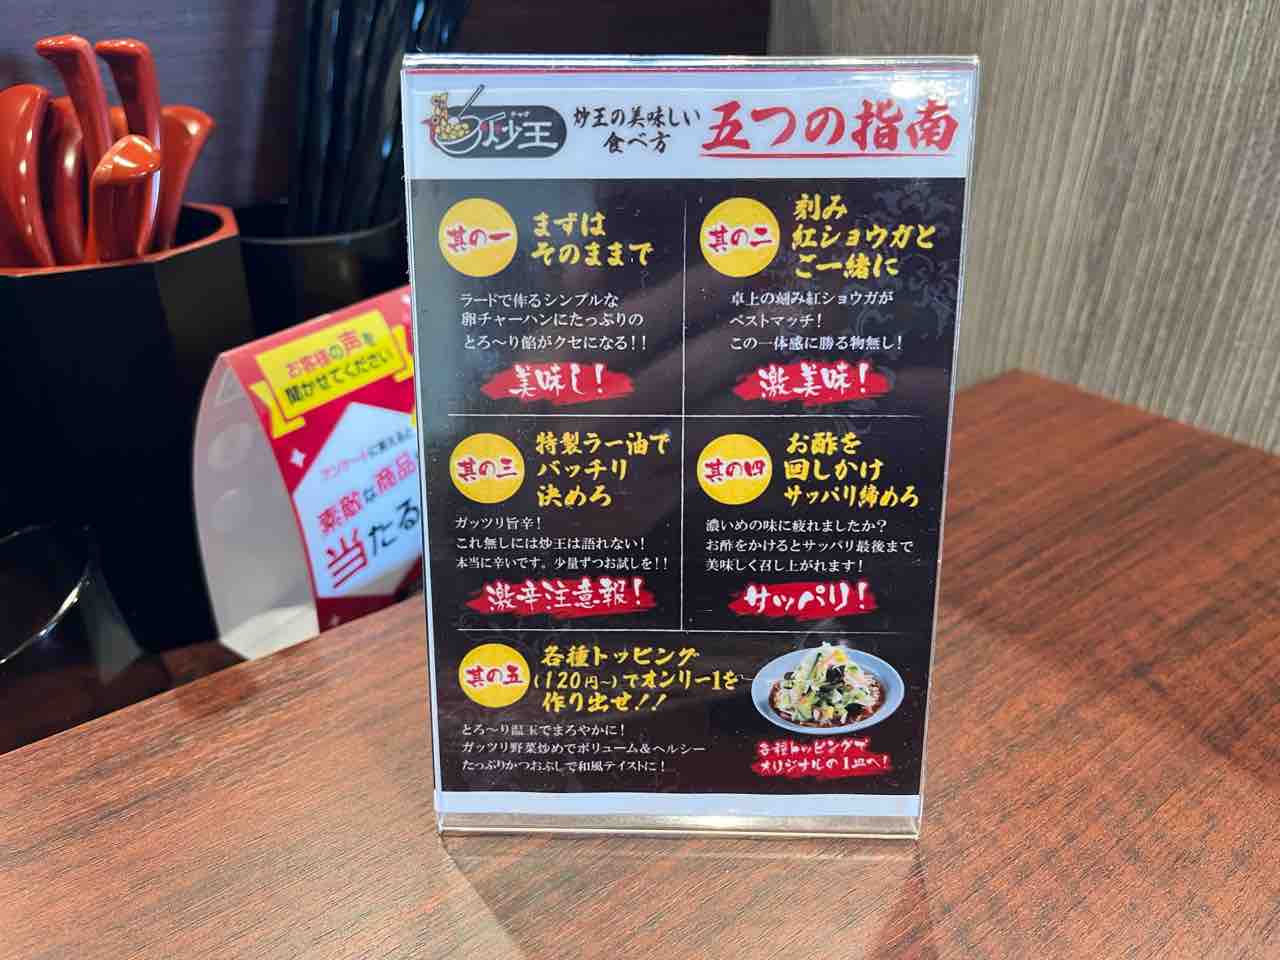 チャオ
炒王
炒王の美味しい
食べ方
五つの指南
其の一
まずは
そのままで
ラードで作るシンプルな
卵チャーハンにたっぷりの
とろ～り餡がクセになる！！
美味し！
其の二
刻み
紅ショウガと
ご一緒に
卓上の刻み紅ショウガが
ベストマッチ！
この一体感に勝る物無し！
激美味！
其の三
特製ラー油で
バッチリ
決めろ
ガッツリ旨辛！
これ無しには炒王は語れない！
本当に辛いです。少量ずつお試しを！！
激辛注意報！
其の四
お酢を
回しかけ
サッパリ締めろ
濃いめの味に疲れましたか？
お酢をかけるとサッパリ最後まで
美味しく召し上がれます！
サッパリ！
其の五
各種トッピング
（120円～）でオンリー1を
作り出せ！！
とろ～り温玉でまろやかに！
ガッツリ野菜炒めでボリューム＆ヘルシー
たっぷりかつおぶしで和風テイストに！
各種トッピングで
オリジナルの1皿へ！
お客様の声を
聞かせてください
アンケートに答えると
素敵な商品
当たる